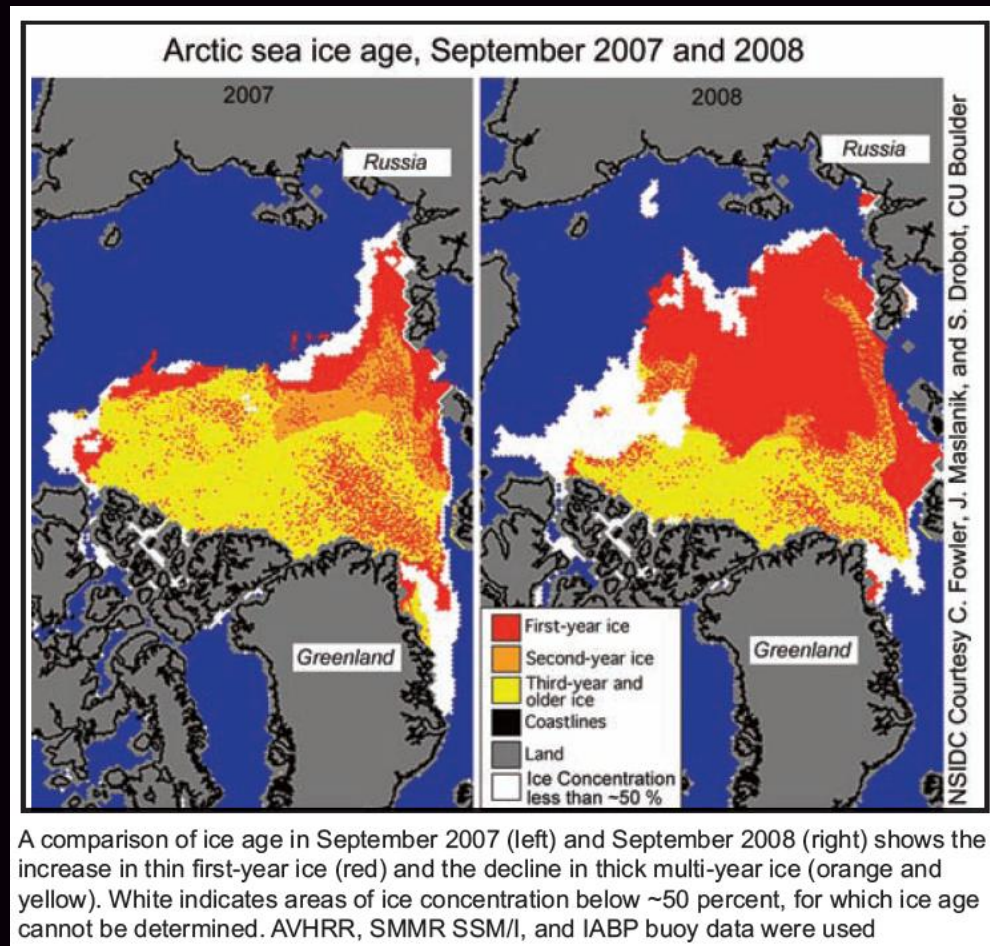 Arctic sea ice age, September 2007 and 2008
2007
2008
Russia
Russia
Greenland
Greenland
First-year ice
Second-year ice
Third-year and
older ice
Coastlines
Land
Ice Concentration
less than ~50 %
NSIDC Courtesy C. Fowler, J. Maslanik, and S. Drobot, CU Boulder
A comparison of ice age in September 2007 (left) and September 2008 (right) shows the
increase in thin first-year ice (red) and the decline in thick multi-year ice (orange and
yellow). White indicates areas of ice concentration below ~50 percent, for which ice age
cannot be determined. AVHRR, SMMR SSM/I, and IABP buoy data were used